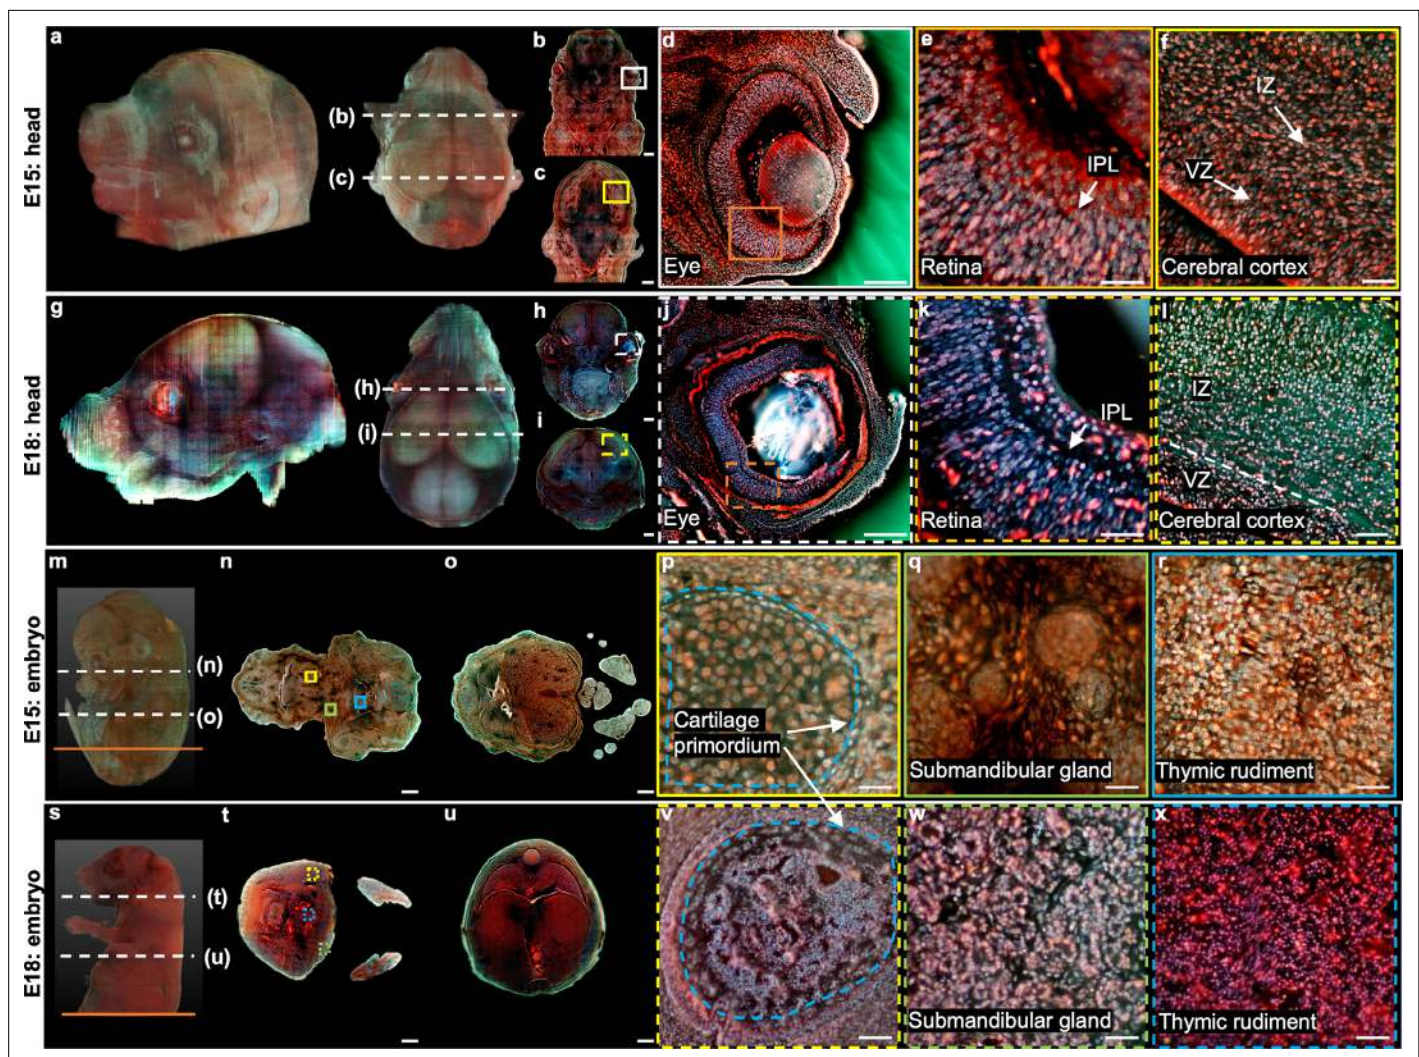 E15: head
a
(b)
(c)
b
c
d
Eye
e
IPL
Retina
f
IZ
VZ
Cerebral cortex
E18: head
g
(h)
(i)
h
i
j
Eye
k
IPL
Retina
l
IZ
VZ
Cerebral cortex
E15: embryo
m
(n)
(o)
n
o
p
Cartilage
primordium
q
Submandibular gland
r
Thymic rudiment
E18: embryo
s
(t)
(u)
t
u
v
w
Submandibular gland
x
Thymic rudiment